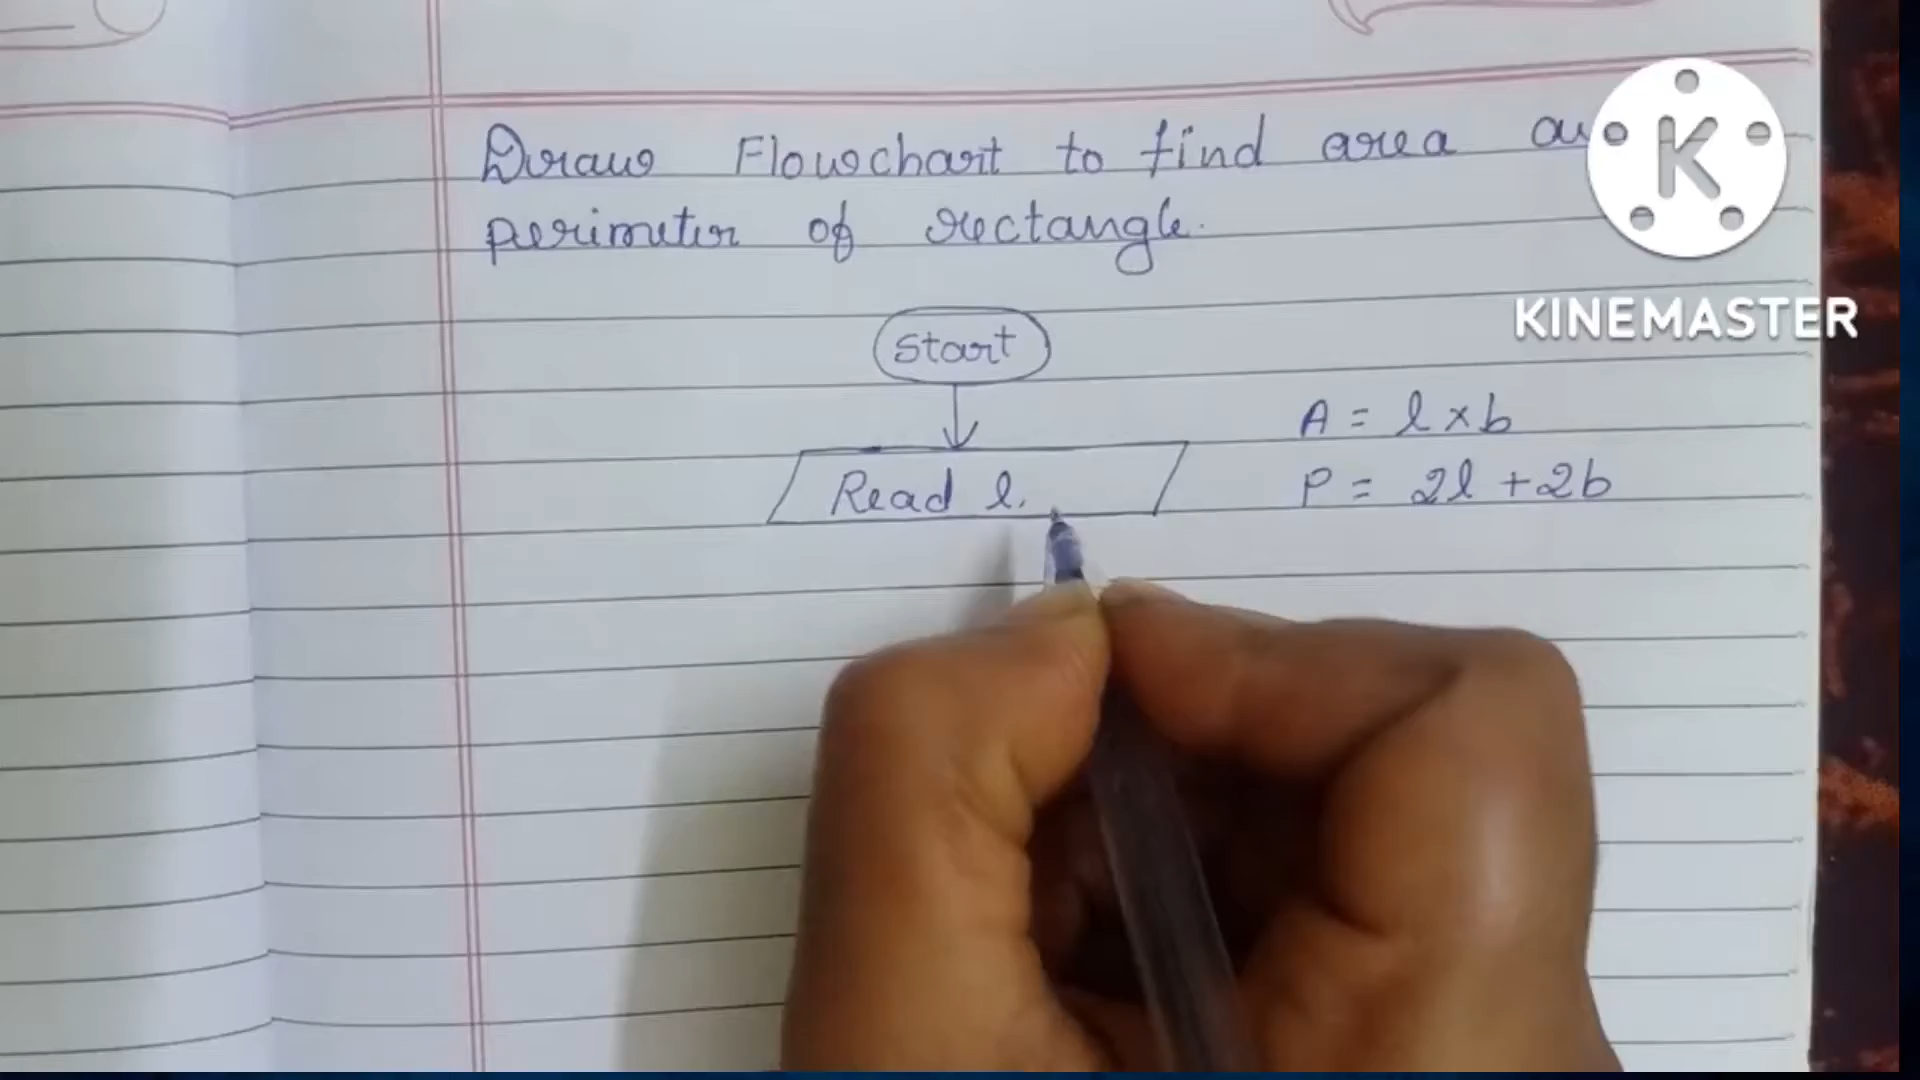 Draw Flowchart to find area
perimeter of rectangle.
Start
A = l x b
Read l.
P = 2l + 2b
K
KINEMASTER